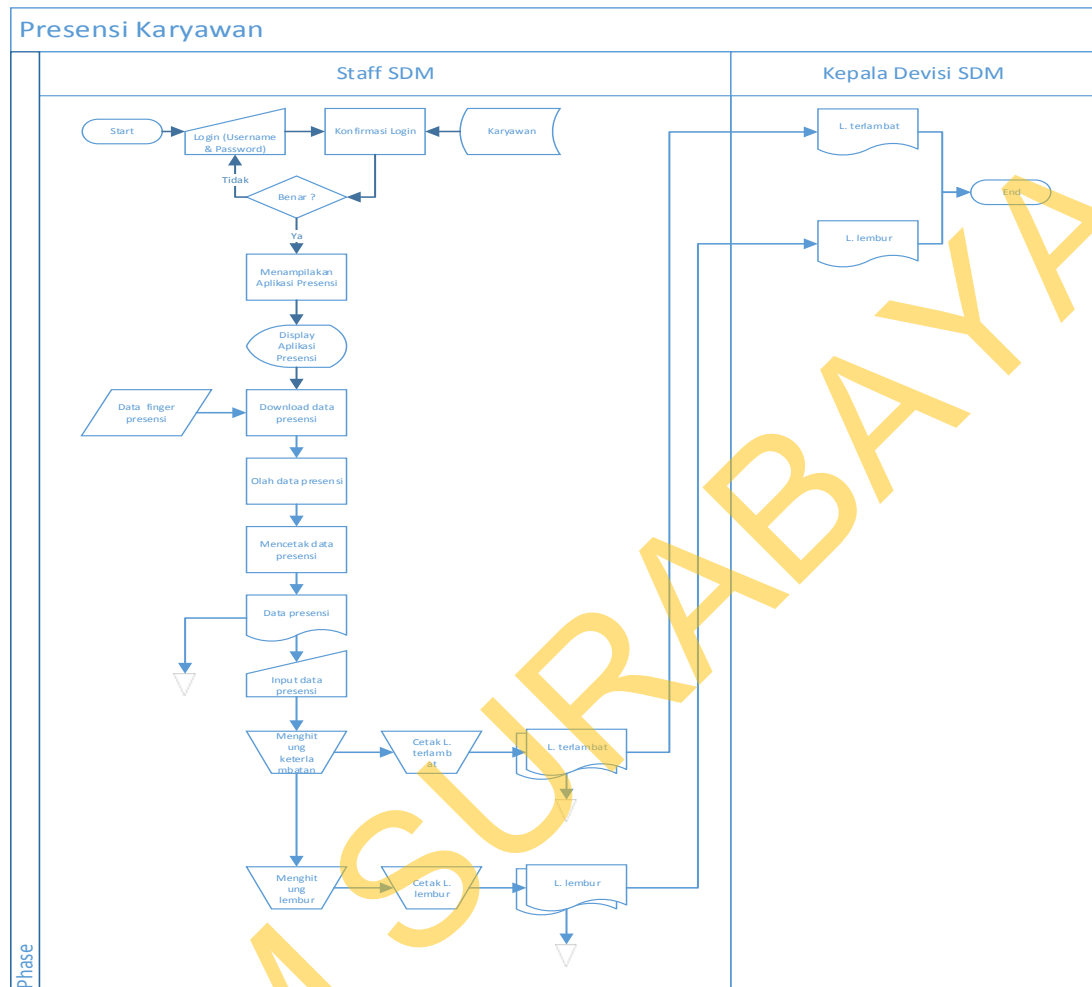 Presensi Karyawan
Phase
Staff SDM
Kepala Devisi SDM
Start
Login (Username
& Password)
Konfirmasi Login
Karyawan
Tidak
Benar ?
Ya
Menampilakan
Aplikasi Presensi
Display
Aplikasi
Presensi
Data finger
presensi
Download data
presensi
Olah data presensi
Mencetak data
presensi
Data presensi
Input data
presensi
Menghit
ung
keterla
mbatan
Cetak L.
terlamb
at
L. terlambat
Menghit
ung
lembur
Cetak L.
lembur
L. lembur
L. terlambat
L. lembur
End
M SURABAYA